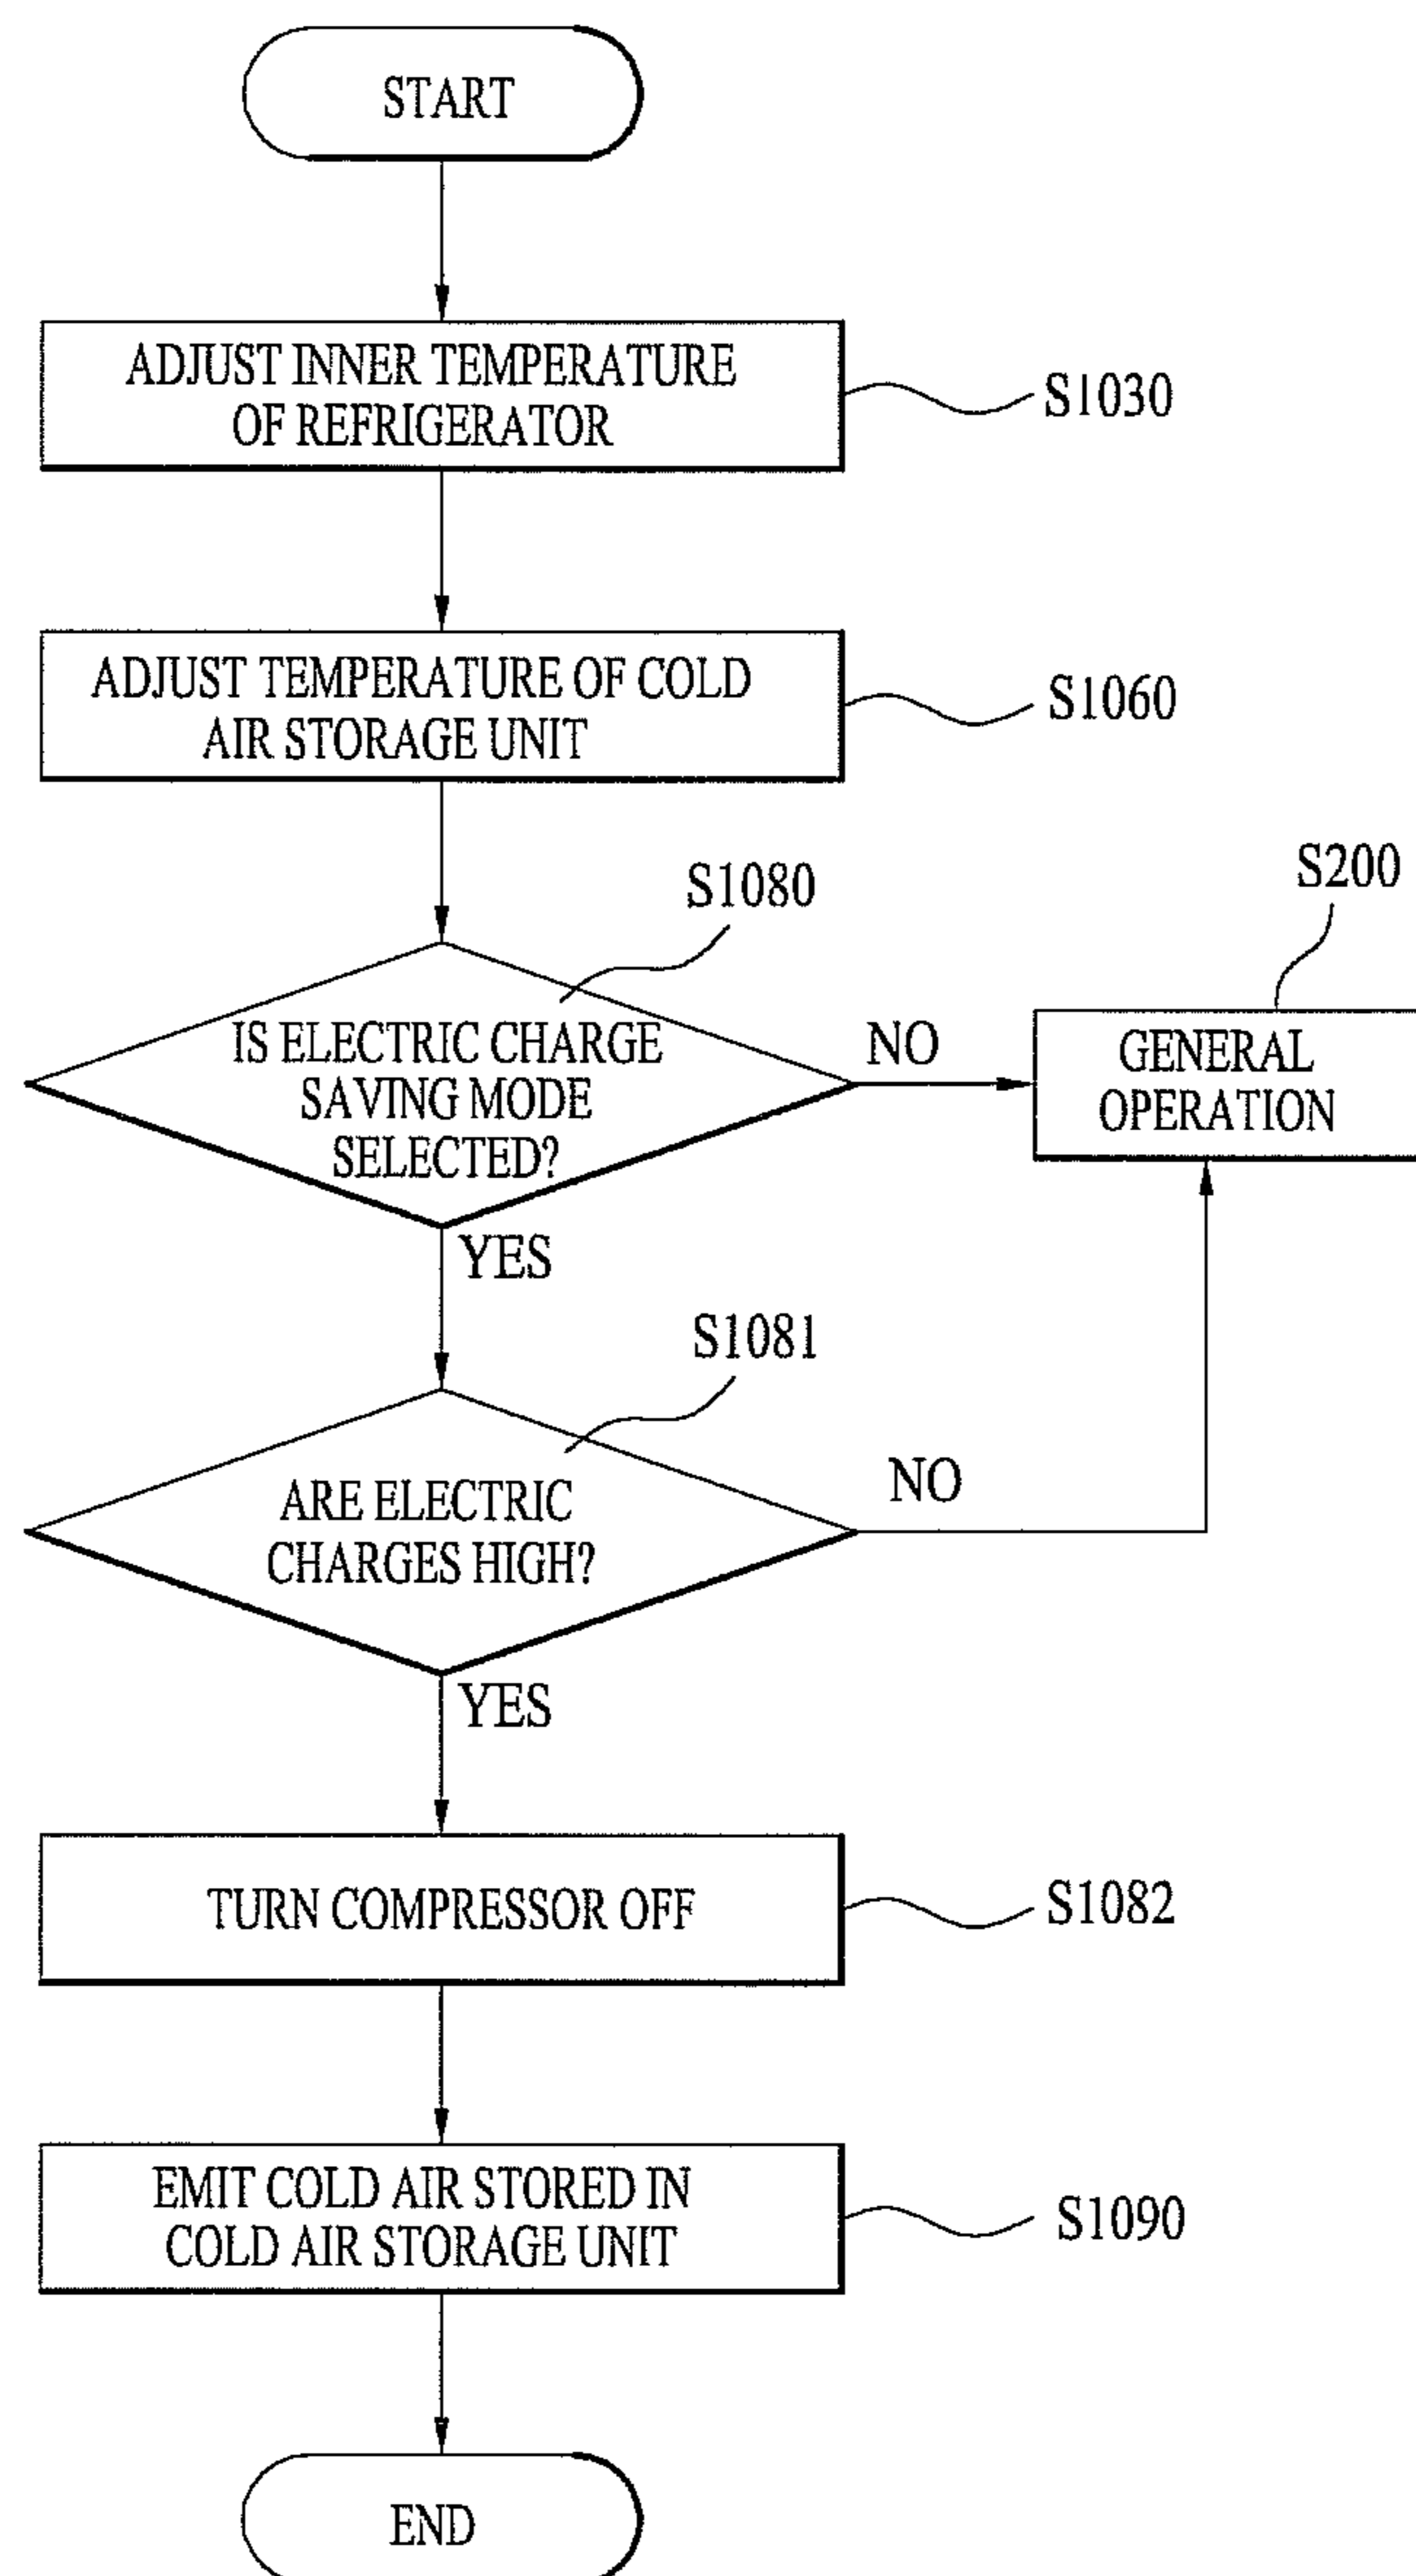 START
ADJUST INNER TEMPERATURE
OF REFRIGERATOR
S1030
ADJUST TEMPERATURE OF COLD
AIR STORAGE UNIT
S1060
S1080
S200
IS ELECTRIC CHARGE
SAVING MODE
SELECTED?
NO
GENERAL
OPERATION
YES
S1081
ARE ELECTRIC
CHARGES HIGH?
NO
YES
TURN COMPRESSOR OFF
S1082
EMIT COLD AIR STORED IN
COLD AIR STORAGE UNIT
S1090
END